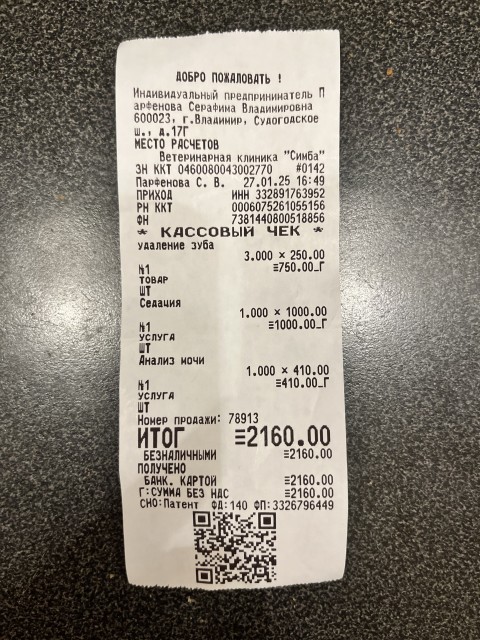 ДОБРО ПОЖАЛОВАТЬ !
Индивидуальный предприниматель П
арфенова Серафима Владимировна
600023, г.Владимир, Судогодское
ш., д.17Г
МЕСТО РАСЧЕТОВ
Ветеринарная клиника "Симба"
ЗН ККТ 0460080043002770 #0142
Парфенова С. В. 27.01.25 16:49
ПРИХОД ИНН 332891763952
РН ККТ 0006075261055156
ФН 7381440800518856
* КАССОВЫЙ ЧЕК *
удаление зуба
3.000 × 250.00
№1 ≡750.00_Г
ТОВАР
ШТ
Седация
1.000 × 1000.00
№1 ≡1000.00_Г
УСЛУГА
ШТ
Анализ мочи
1.000 × 410.00
№1 ≡410.00_Г
УСЛУГА
ШТ
Номер продажи: 78913
ИТОГ ≡2160.00
БЕЗНАЛИЧНЫМИ ≡2160.00
ПОЛУЧЕНО
БАНК. КАРТОЙ ≡2160.00
Г:СУММА БЕЗ НДС ≡2160.00
СНО:Патент ФД:140 ФП:3326796449